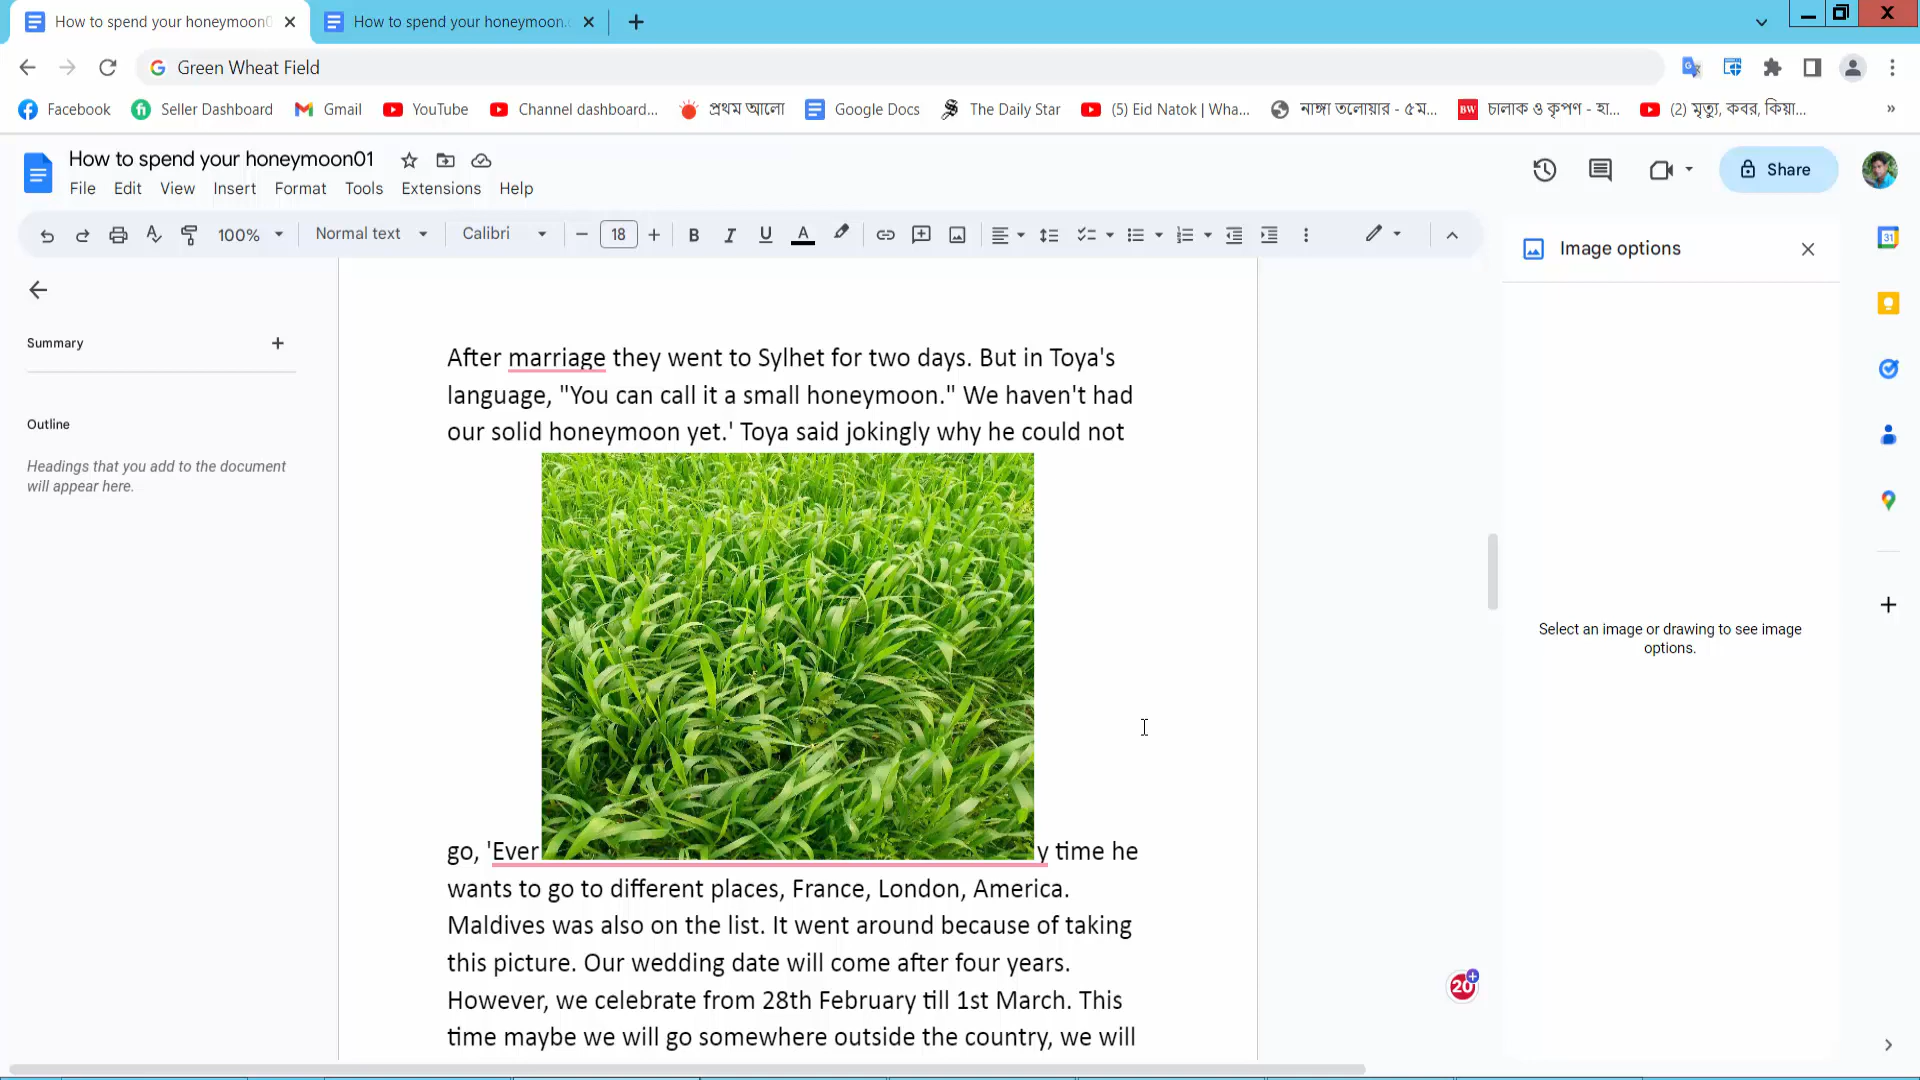 How to spend your honeymoon0
How to spend your honeymoon.
Green Wheat Field
Facebook
Seller Dashboard
Gmail
YouTube
Channel dashboard...
প্রথম আলো
Google Docs
The Daily Star
(5) Eid Natok | Wha...
নাঙ্গা তলোয়ার - ৫ম...
BW
চালাক ও কৃপণ - হা...
(2) মৃত্যু, কবর, কিয়া...
»
How to spend your honeymoon01
File Edit View Insert Format Tools Extensions Help
Share
100%
Normal text
Calibri
18
B I U A
Image options
31
Summary
Outline
Headings that you add to the document
will appear here.
After marriage they went to Sylhet for two days. But in Toya's
language, "You can call it a small honeymoon." We haven't had
our solid honeymoon yet.' Toya said jokingly why he could not
go, 'Ever y time he
wants to go to different places, France, London, America.
Maldives was also on the list. It went around because of taking
this picture. Our wedding date will come after four years.
However, we celebrate from 28th February till 1st March. This
time maybe we will go somewhere outside the country, we will
Select an image or drawing to see image
options.
20